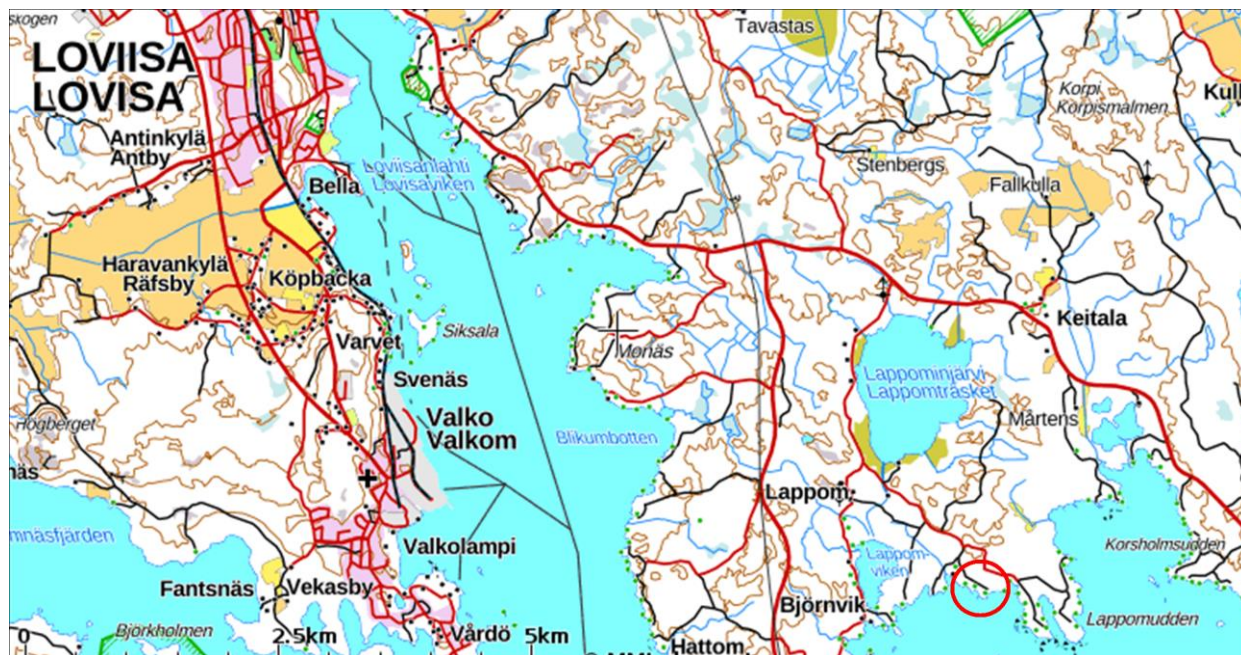 skogen
Tavastas
LOVIISA
LOVISA
Korpi
Korpismalmen
Kull
Antinkylä
Antby
Loviisanlahti
Lovisaviken
Stenbergs
Fallkulla
Bella
Haravankylä
Räfsby
Köpbacka
Siksala
Varvet
Monäs
Keitala
Svenäs
Lappominjärvi
Lappomträsket
Högberget
Valko
Valkom
Blikumbotten
Mårtens
näs
Lappom
mnäsfjärden
Valkolampi
Lappom-
viken
Korsholmsudden
Fantsnäs
Vekasby
Björnvik
Lappomudden
Björkholmen
Vårdö
Hattom
0 2.5km 5km